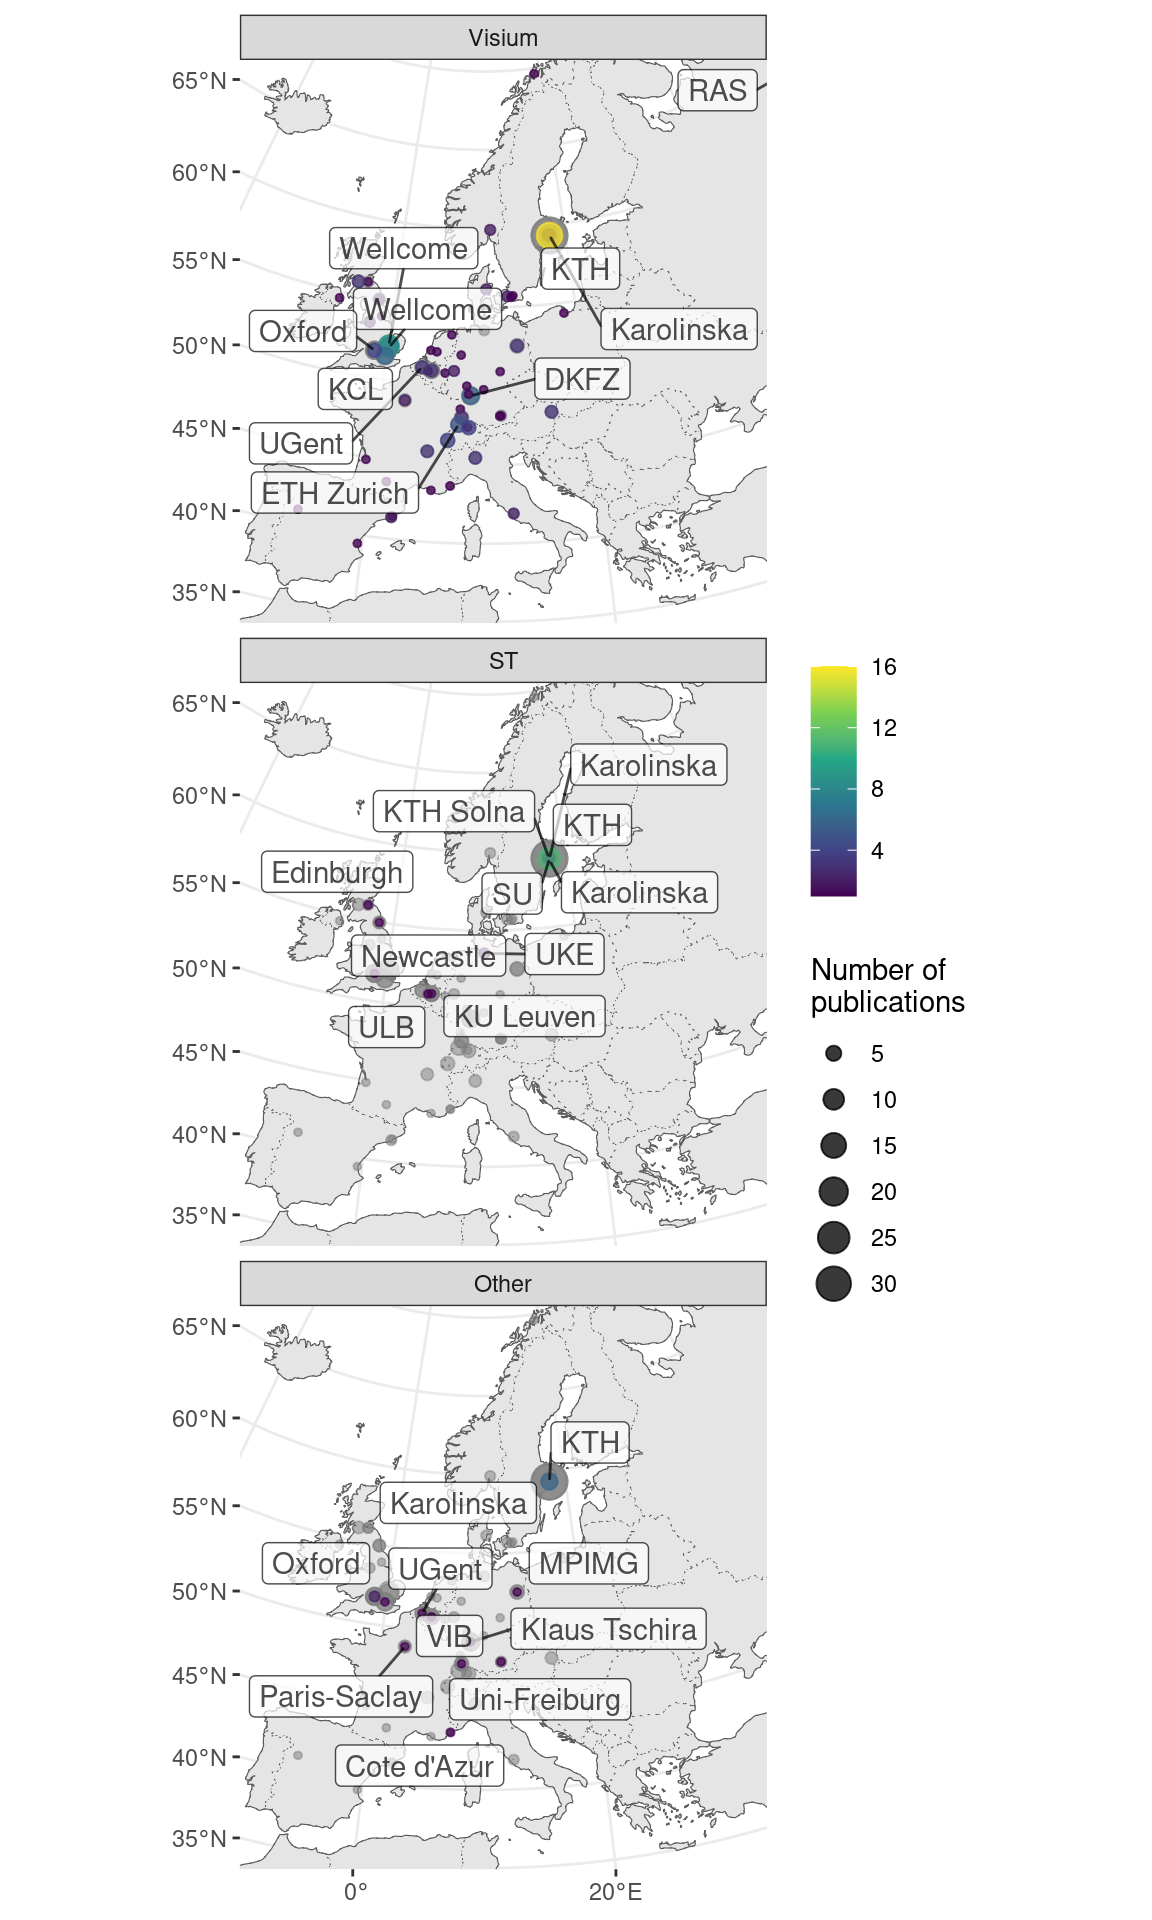 Visium
65°N
60°N
55°N
50°N
45°N
40°N
35°N
RAS
Wellcome
KTH
Wellcome
Oxford
Karolinska
KCL
DKFZ
UGent
ETH Zurich
ST
65°N
60°N
55°N
50°N
45°N
40°N
35°N
Karolinska
KTH Solna
KTH
Edinburgh
SU
Karolinska
Newcastle
UKE
ULB
KU Leuven
16
12
8
4
Number of
publications
5
10
15
20
25
30
Other
65°N
60°N
55°N
50°N
45°N
40°N
35°N
KTH
Karolinska
Oxford
UGent
MPIMG
VIB
Klaus Tschira
Paris-Saclay
Uni-Freiburg
Cote d'Azur
0°
20°E